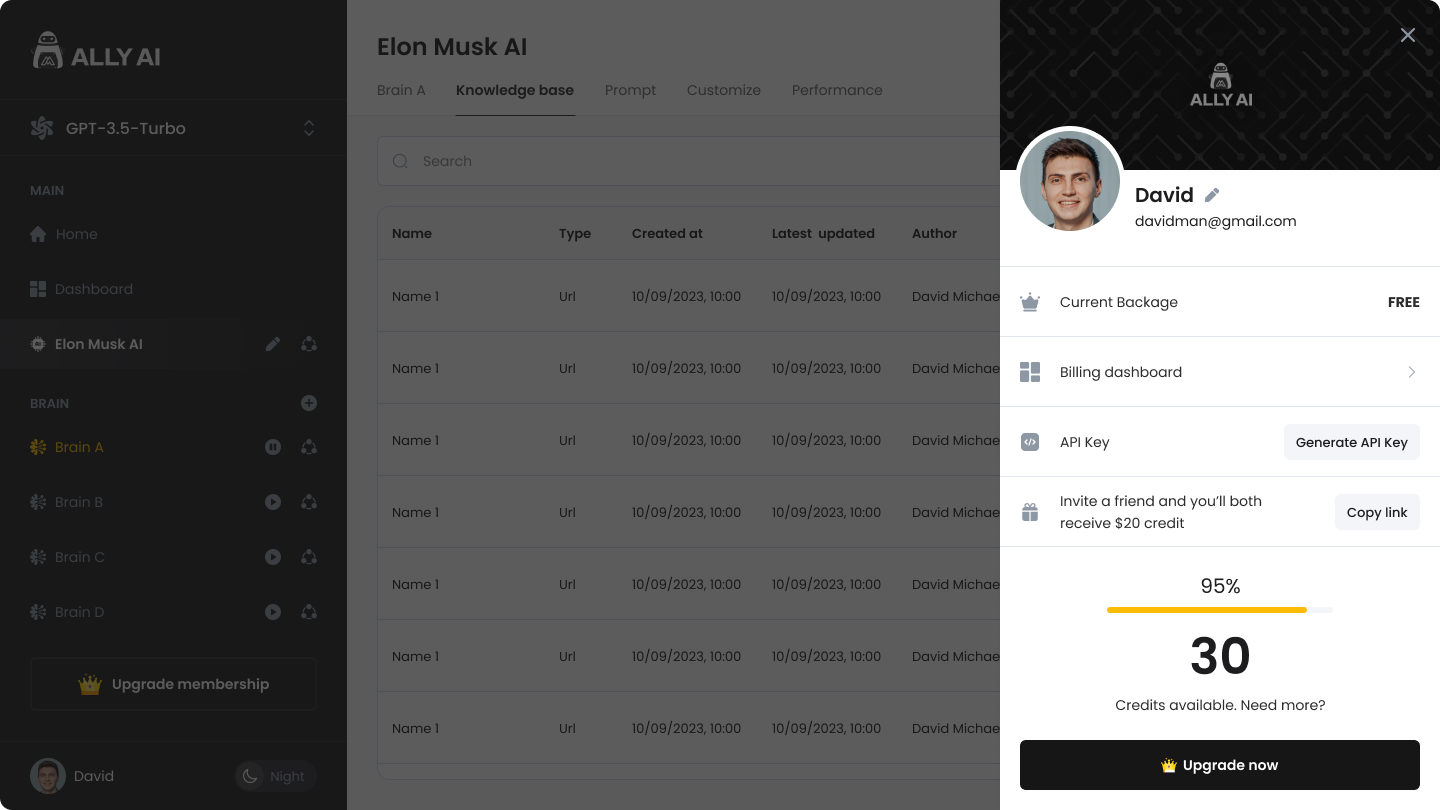 ALLY AI
GPT-3.5-Turbo
MAIN
Home
Dashboard
Elon Musk AI
BRAIN
Brain A
Brain B
Brain C
Brain D
Upgrade membership
David
Night
Elon Musk AI
Brain A Knowledge base Prompt Customize Performance
Search
Name Type Created at Latest updated Author
Name 1 Url 10/09/2023, 10:00 10/09/2023, 10:00 David Michae
Name 1 Url 10/09/2023, 10:00 10/09/2023, 10:00 David Michae
Name 1 Url 10/09/2023, 10:00 10/09/2023, 10:00 David Michae
Name 1 Url 10/09/2023, 10:00 10/09/2023, 10:00 David Michae
Name 1 Url 10/09/2023, 10:00 10/09/2023, 10:00 David Michae
Name 1 Url 10/09/2023, 10:00 10/09/2023, 10:00 David Michae
Name 1 Url 10/09/2023, 10:00 10/09/2023, 10:00 David Michae
ALLY AI
David
davidman@gmail.com
Current Backage FREE
Billing dashboard
API Key Generate API Key
Invite a friend and you’ll both
receive $20 credit
Copy link
95%
30
Credits available. Need more?
Upgrade now